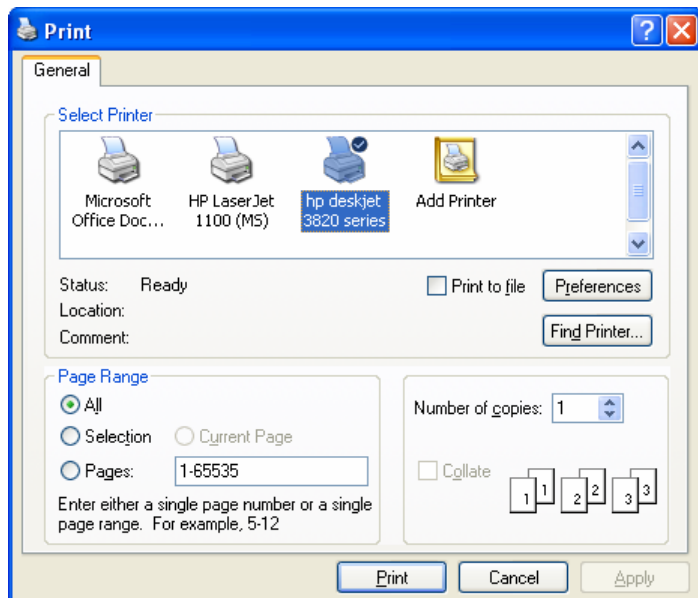 Print
General
Select Printer
Microsoft Office Doc...
HP LaserJet 1100 (MS)
hp deskjet 3820 series
Add Printer
Status: Ready
Print to file
Preferences
Location:
Comment:
Find Printer...
Page Range
All
Selection
Current Page
Pages: 1-65535
Enter either a single page number or a single
page range. For example, 5-12
Number of copies: 1
Collate
1 1 2 2 3 3
Print Cancel Apply